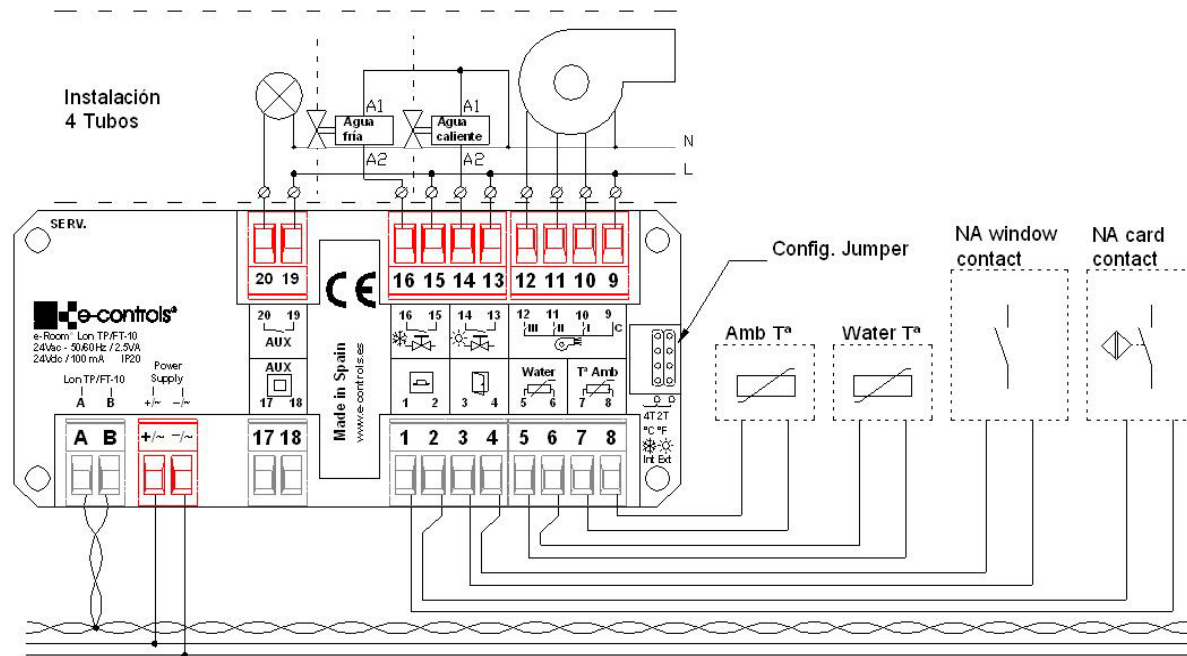 Instalación
4 Tubos
A1
A1
Agua
fría
Agua
caliente
A2
A2
N
L
SERV.
20 19
16 15 14 13
12 11 10 9
Config. Jumper
NA window
contact
NA card
contact
e-controls®
e-Room® Lon TP/FT-10
24Vac - 50/60Hz / 2.5VA
24Vdc / 100 mA IP20
Lon TP/FT-10
A B
Power
Supply
+/~ -/~
20 19
AUX
AUX
17 18
CE
Made in Spain
www.e-controls.es
16 15
14 13
12 11 10 9
III II I C
1 2
3 4
Water
5 6
Tª Amb
7 8
4T 2T
ºC ºF
Int Ext
Amb Tª
Water Tª
A B
+/~ -/~
17 18
1 2 3 4
5 6 7 8